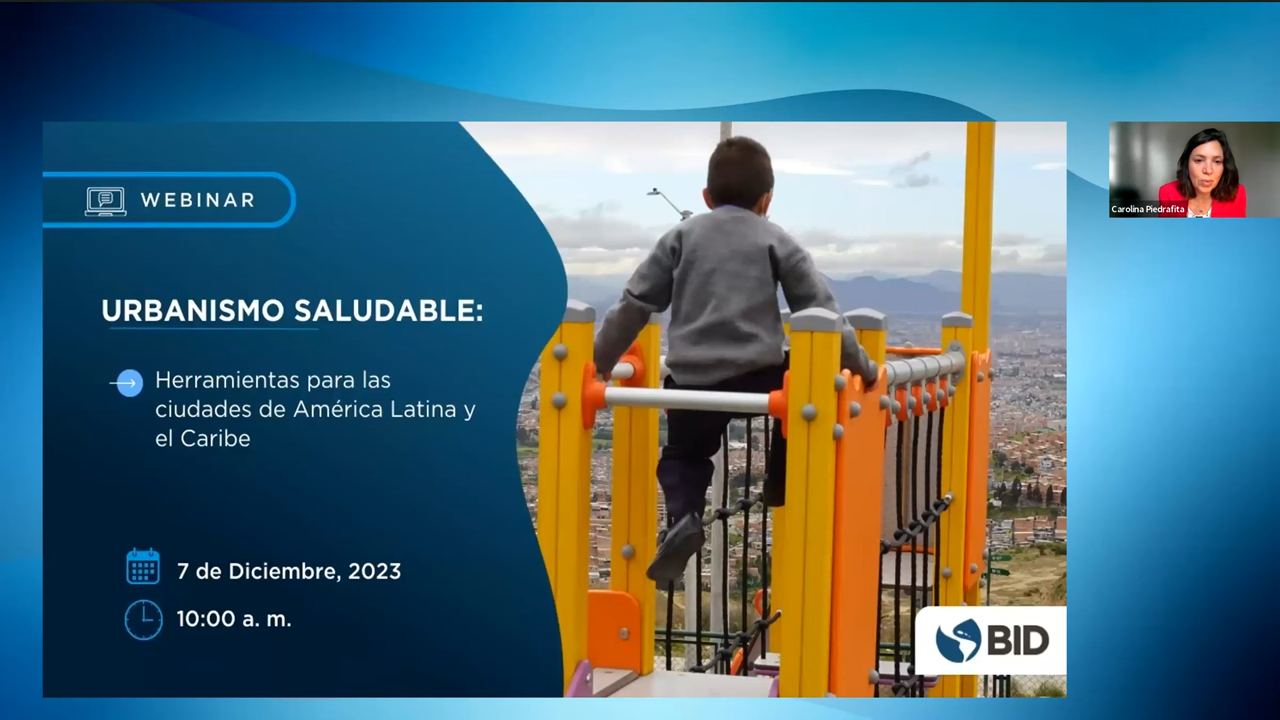 WEBINAR
URBANISMO SALUDABLE:
Herramientas para las
ciudades de América Latina y
el Caribe
7 de Diciembre, 2023
10:00 a. m.
BID
Carolina Piedrafita